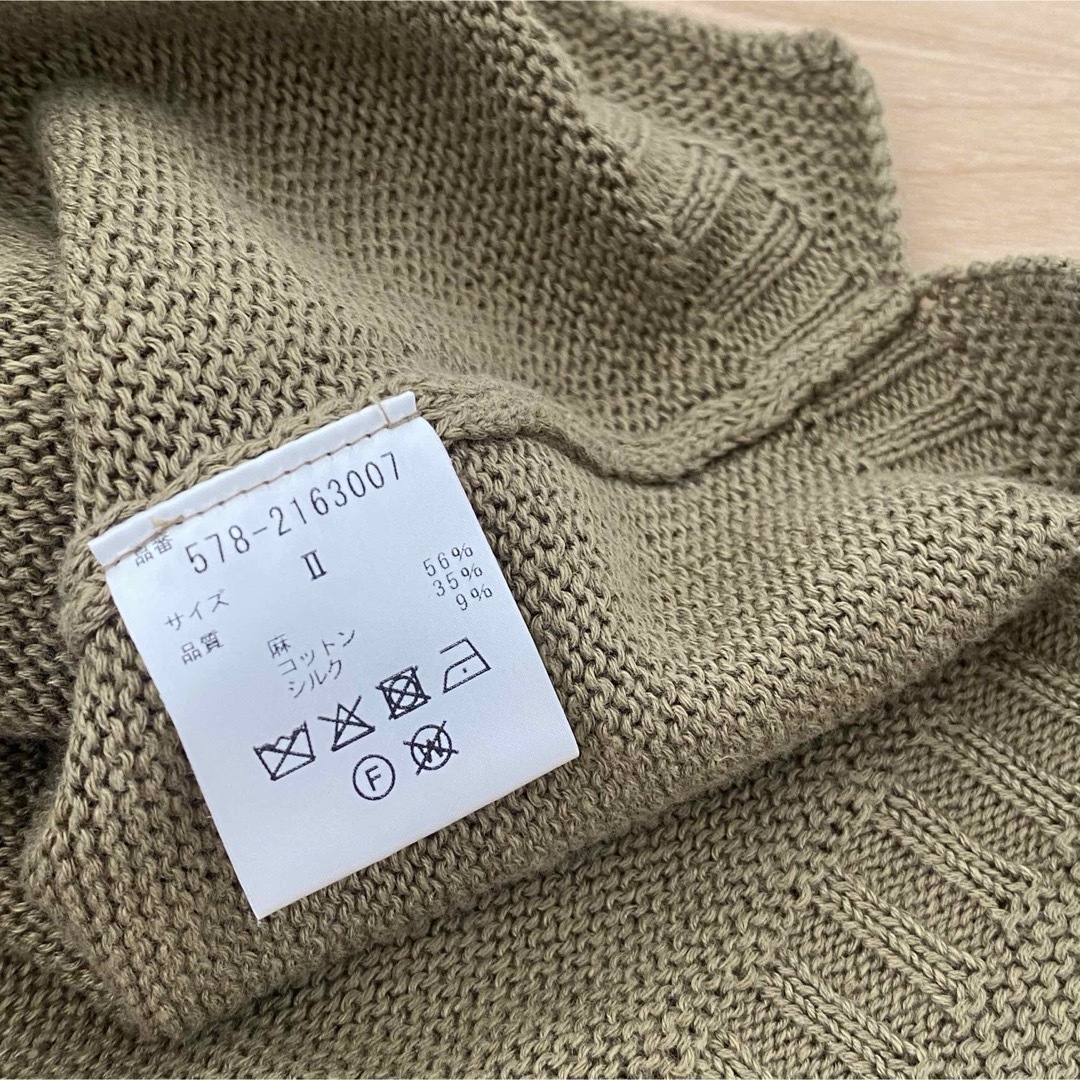 品番 578-2163007
サイズ II
品質 麻 56%
コットン 35%
シルク 9%
F W